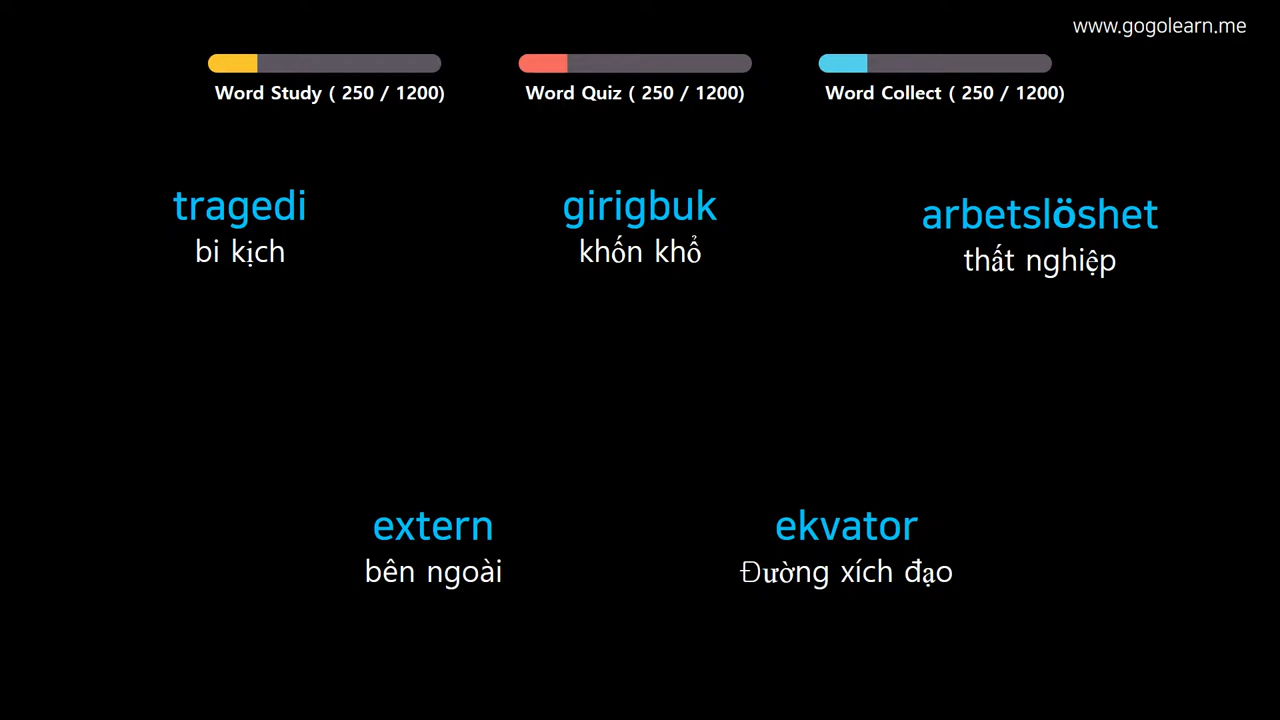 www.gogolearn.me
Word Study ( 250 / 1200)
Word Quiz ( 250 / 1200)
Word Collect ( 250 / 1200)
tragedi
bi kịch
girigbuk
khốn khổ
arbetslöshet
thất nghiệp
extern
bên ngoài
ekvator
Đường xích đạo